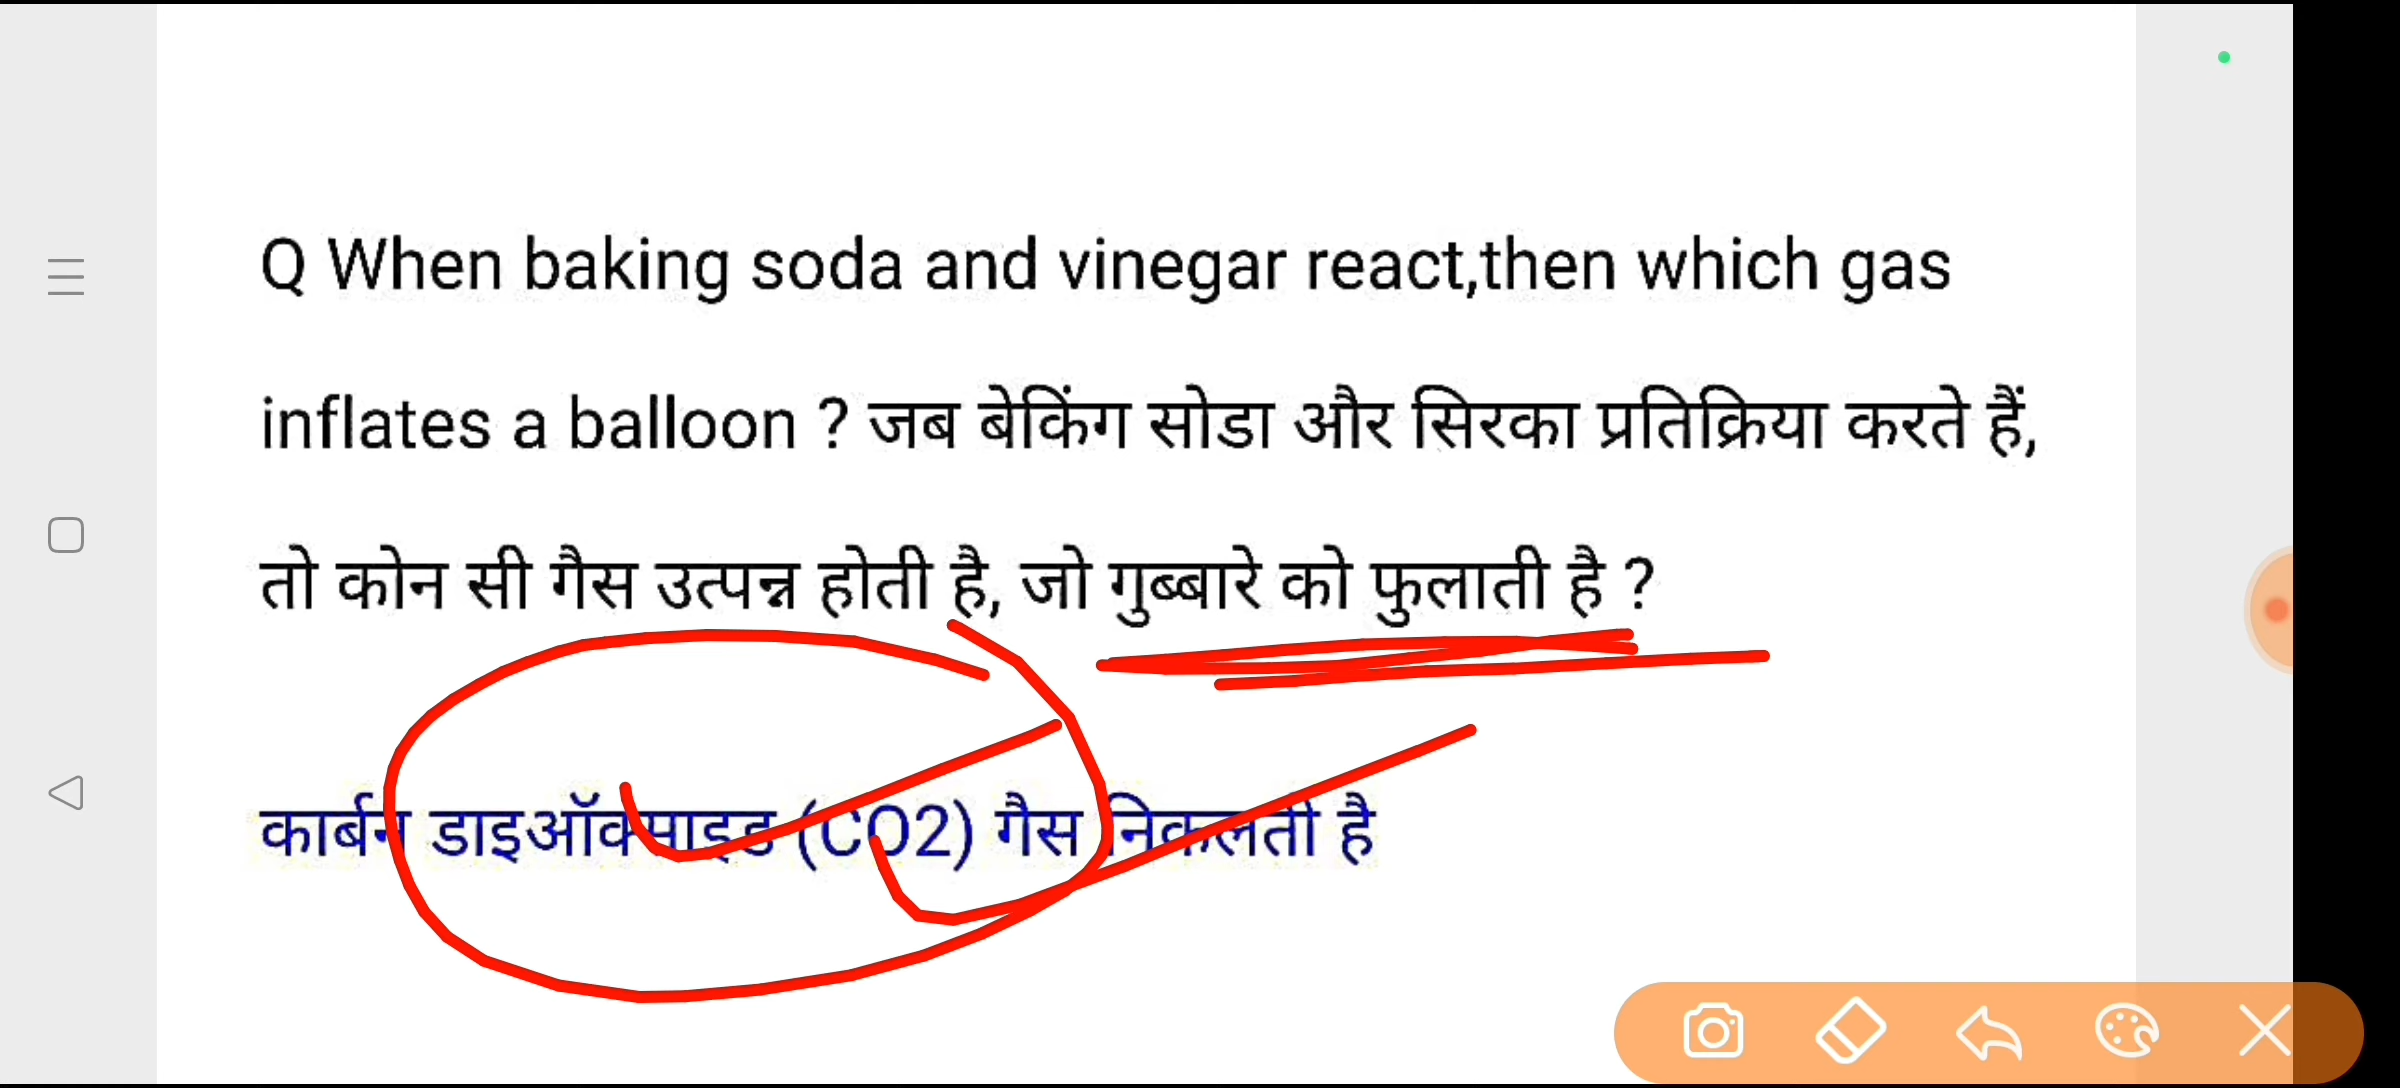 Q When baking soda and vinegar react,then which gas
inflates a balloon ? जब बेकिंग सोडा और सिरका प्रतिक्रिया करते हैं,
तो कोन सी गैस उत्पन्न होती है, जो गुब्बारे को फुलाती है ?
कार्बन डाइऑक्साइड (CO2) गैस निकलती है